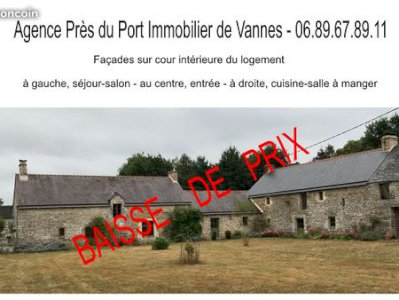 oncoin
Agence Près du Port Immobilier de Vannes - 06.89.67.89.11
Façades sur cour intérieure du logement
à gauche, séjour-salon - au centre, entrée - à droite, cuisine-salle à manger
BAISSE DE PRIX